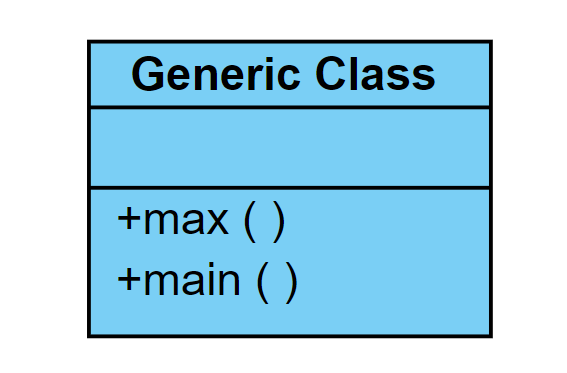 Generic Class
+max ( )
+main ( )